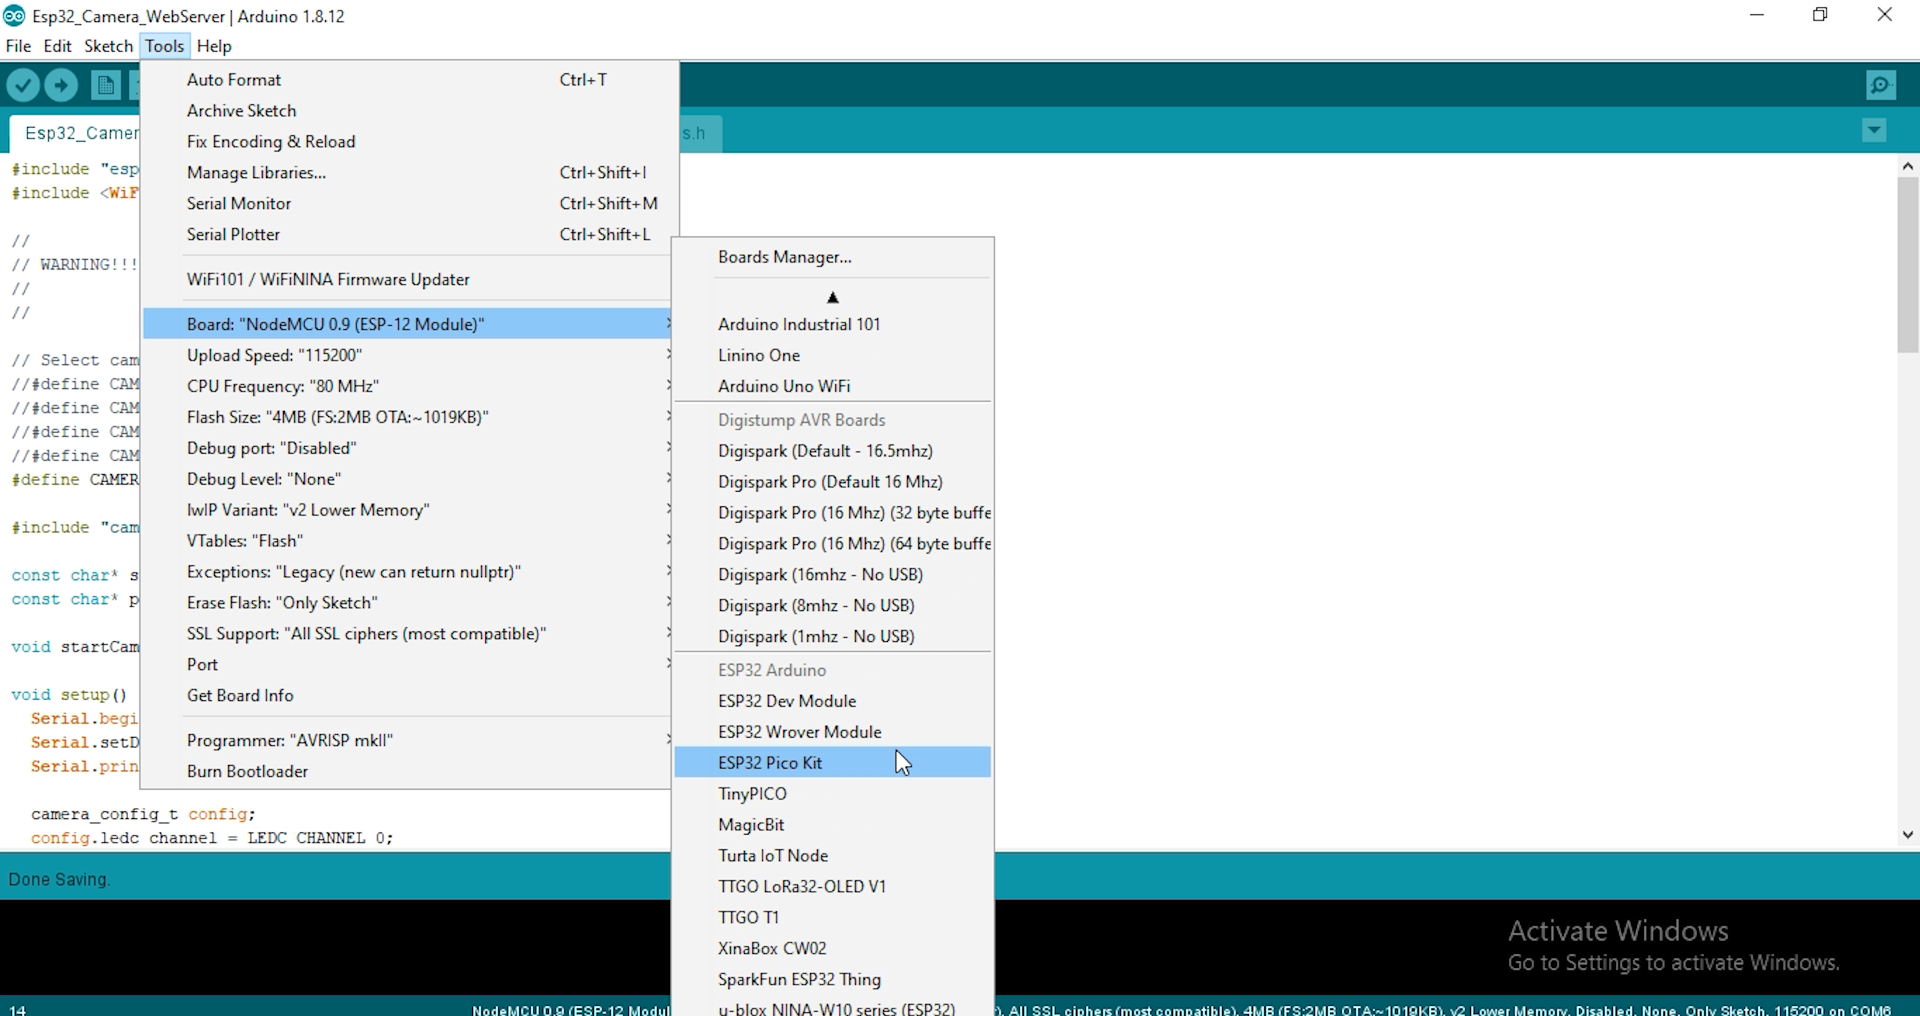 Esp32_Camera_WebServer | Arduino 1.8.12
File Edit Sketch Tools Help
Esp32_Camer
s.h
Auto Format Ctrl+T
Archive Sketch
Fix Encoding & Reload
Manage Libraries... Ctrl+Shift+I
Serial Monitor Ctrl+Shift+M
Serial Plotter Ctrl+Shift+L
WiFi101 / WiFiNINA Firmware Updater
Board: "NodeMCU 0.9 (ESP-12 Module)"
Upload Speed: "115200"
CPU Frequency: "80 MHz"
Flash Size: "4MB (FS:2MB OTA:~1019KB)"
Debug port: "Disabled"
Debug Level: "None"
lwIP Variant: "v2 Lower Memory"
VTables: "Flash"
Exceptions: "Legacy (new can return nullptr)"
Erase Flash: "Only Sketch"
SSL Support: "All SSL ciphers (most compatible)"
Port
Get Board Info
Programmer: "AVRISP mkII"
Burn Bootloader
Boards Manager...
Arduino Industrial 101
Linino One
Arduino Uno WiFi
Digistump AVR Boards
Digispark (Default - 16.5mhz)
Digispark Pro (Default 16 Mhz)
Digispark Pro (16 Mhz) (32 byte buffe
Digispark Pro (16 Mhz) (64 byte buffe
Digispark (16mhz - No USB)
Digispark (8mhz - No USB)
Digispark (1mhz - No USB)
ESP32 Arduino
ESP32 Dev Module
ESP32 Wrover Module
ESP32 Pico Kit
TinyPICO
MagicBit
Turta IoT Node
TTGO LoRa32-OLED V1
TTGO T1
XinaBox CW02
SparkFun ESP32 Thing
u-blox NINA-W10 series (ESP32)
#include "esp
#include <WiF
//
// WARNING!!!
//
//
// Select cam
//#define CAM
//#define CAM
//#define CAM
//#define CAM
#define CAMER
#include "cam
const char* s
const char* p
void startCam
void setup()
Serial.begi
Serial.setD
Serial.prin
camera_config_t config;
config.ledc channel = LEDC CHANNEL 0;
Done Saving.
Activate Windows
Go to Settings to activate Windows.
14
NodeMCU 0.9 (ESP-12 Modul
), All SSL ciphers (most compatible), 4MB (FS:2MB OTA:~1019KB), v2 Lower Memory, Disabled, None, Only Sketch, 115200 on COM6